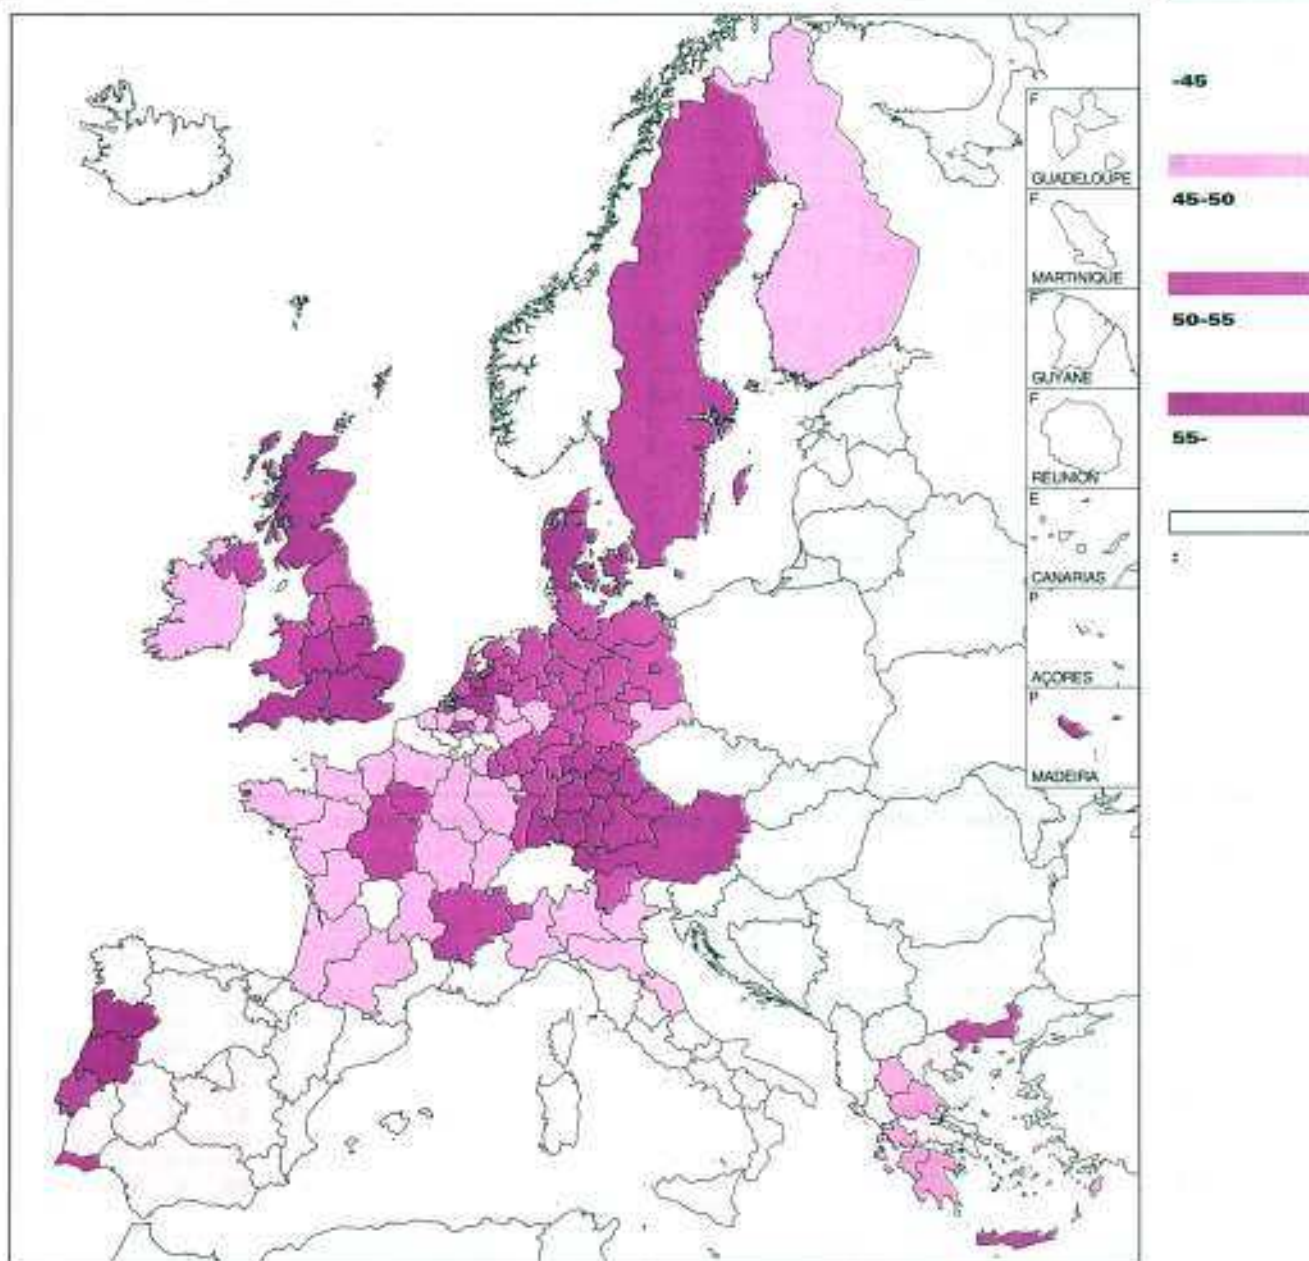 F
GUADELOUPE
F
MARTINIQUE
F
GUYANE
F
REUNION
E
CANARIAS
P
AÇORES
P
MADEIRA
-45
45-50
50-55
55-
: